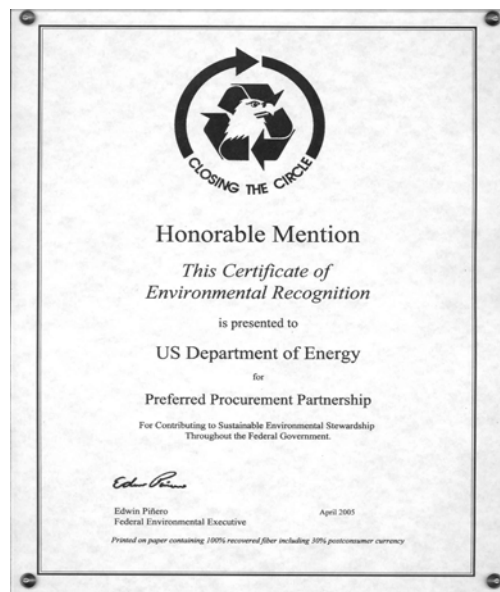 CLOSING THE CIRCLE
Honorable Mention
This Certificate of
Environmental Recognition
is presented to
US Department of Energy
for
Preferred Procurement Partnership
For Contributing to Sustainable Environmental Stewardship
Throughout the Federal Government.
Edwin Piñero
Edwin Piñero
April 2005
Federal Environmental Executive
Printed on paper containing 100% recovered fiber including 30% postconsumer currency